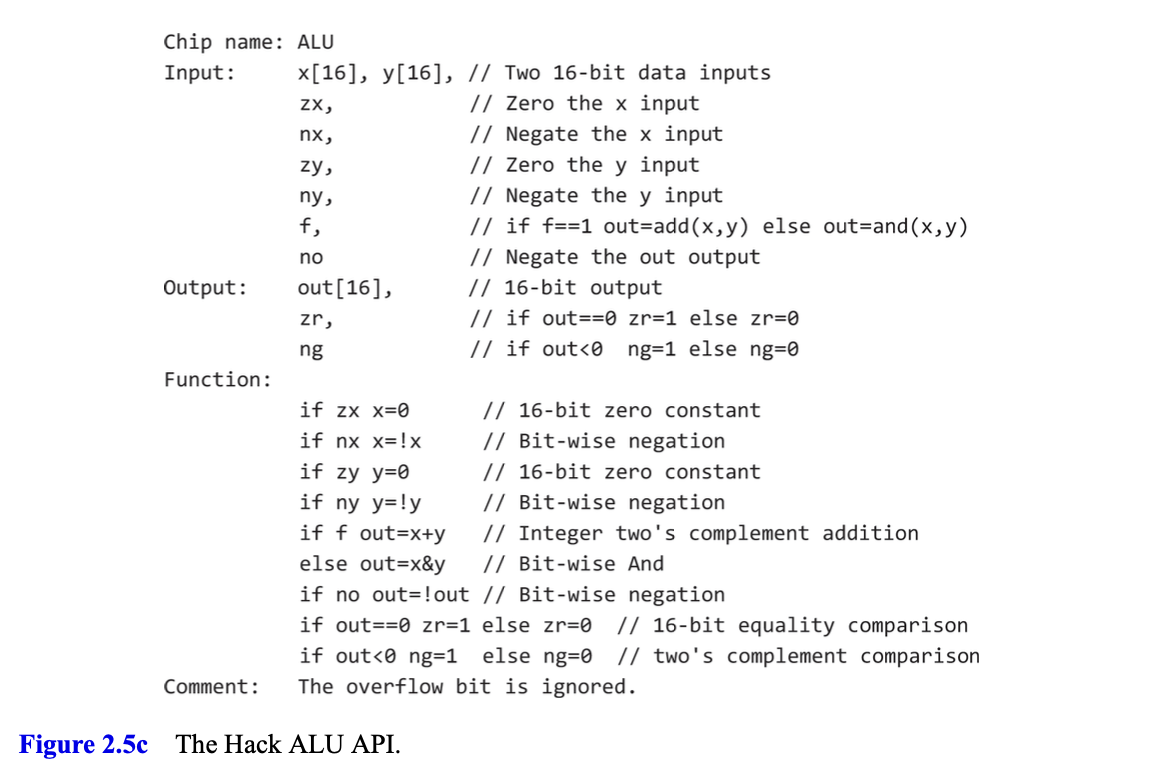 Chip name: ALU
Input: x[16], y[16], // Two 16-bit data inputs
zx, // Zero the x input
nx, // Negate the x input
zy, // Zero the y input
ny, // Negate the y input
f, // if f==1 out=add(x,y) else out=and(x,y)
no // Negate the out output
Output: out[16], // 16-bit output
zr, // if out==0 zr=1 else zr=0
ng // if out<0 ng=1 else ng=0
Function:
if zx x=0 // 16-bit zero constant
if nx x=!x // Bit-wise negation
if zy y=0 // 16-bit zero constant
if ny y=!y // Bit-wise negation
if f out=x+y // Integer two's complement addition
else out=x&y // Bit-wise And
if no out=!out // Bit-wise negation
if out==0 zr=1 else zr=0 // 16-bit equality comparison
if out<0 ng=1 else ng=0 // two's complement comparison
Comment: The overflow bit is ignored.
Figure 2.5c The Hack ALU API.